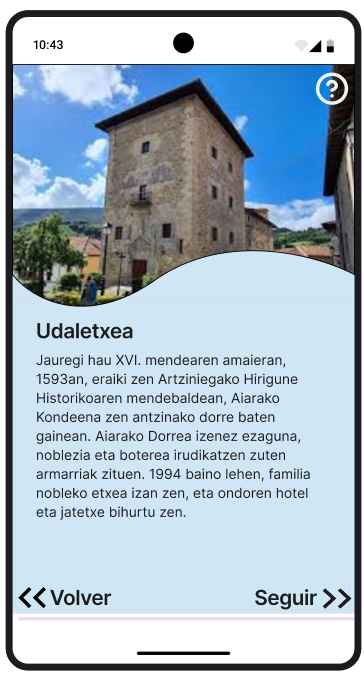 10:43
?
Udaletxea
Jauregi hau XVI. mendearen amaieran,
1593an, eraiki zen Artziniegako Hirigune
Historikoaren mendebaldean, Aiarako
Kondeena zen antzinako dorre baten
gainean. Aiarako Dorrea izenez ezaguna,
noblezia eta boterea irudikatzen zuten
armarriak zituen. 1994 baino lehen, familia
nobleko etxea izan zen, eta ondoren hotel
eta jatetxe bihurtu zen.
Volver Seguir